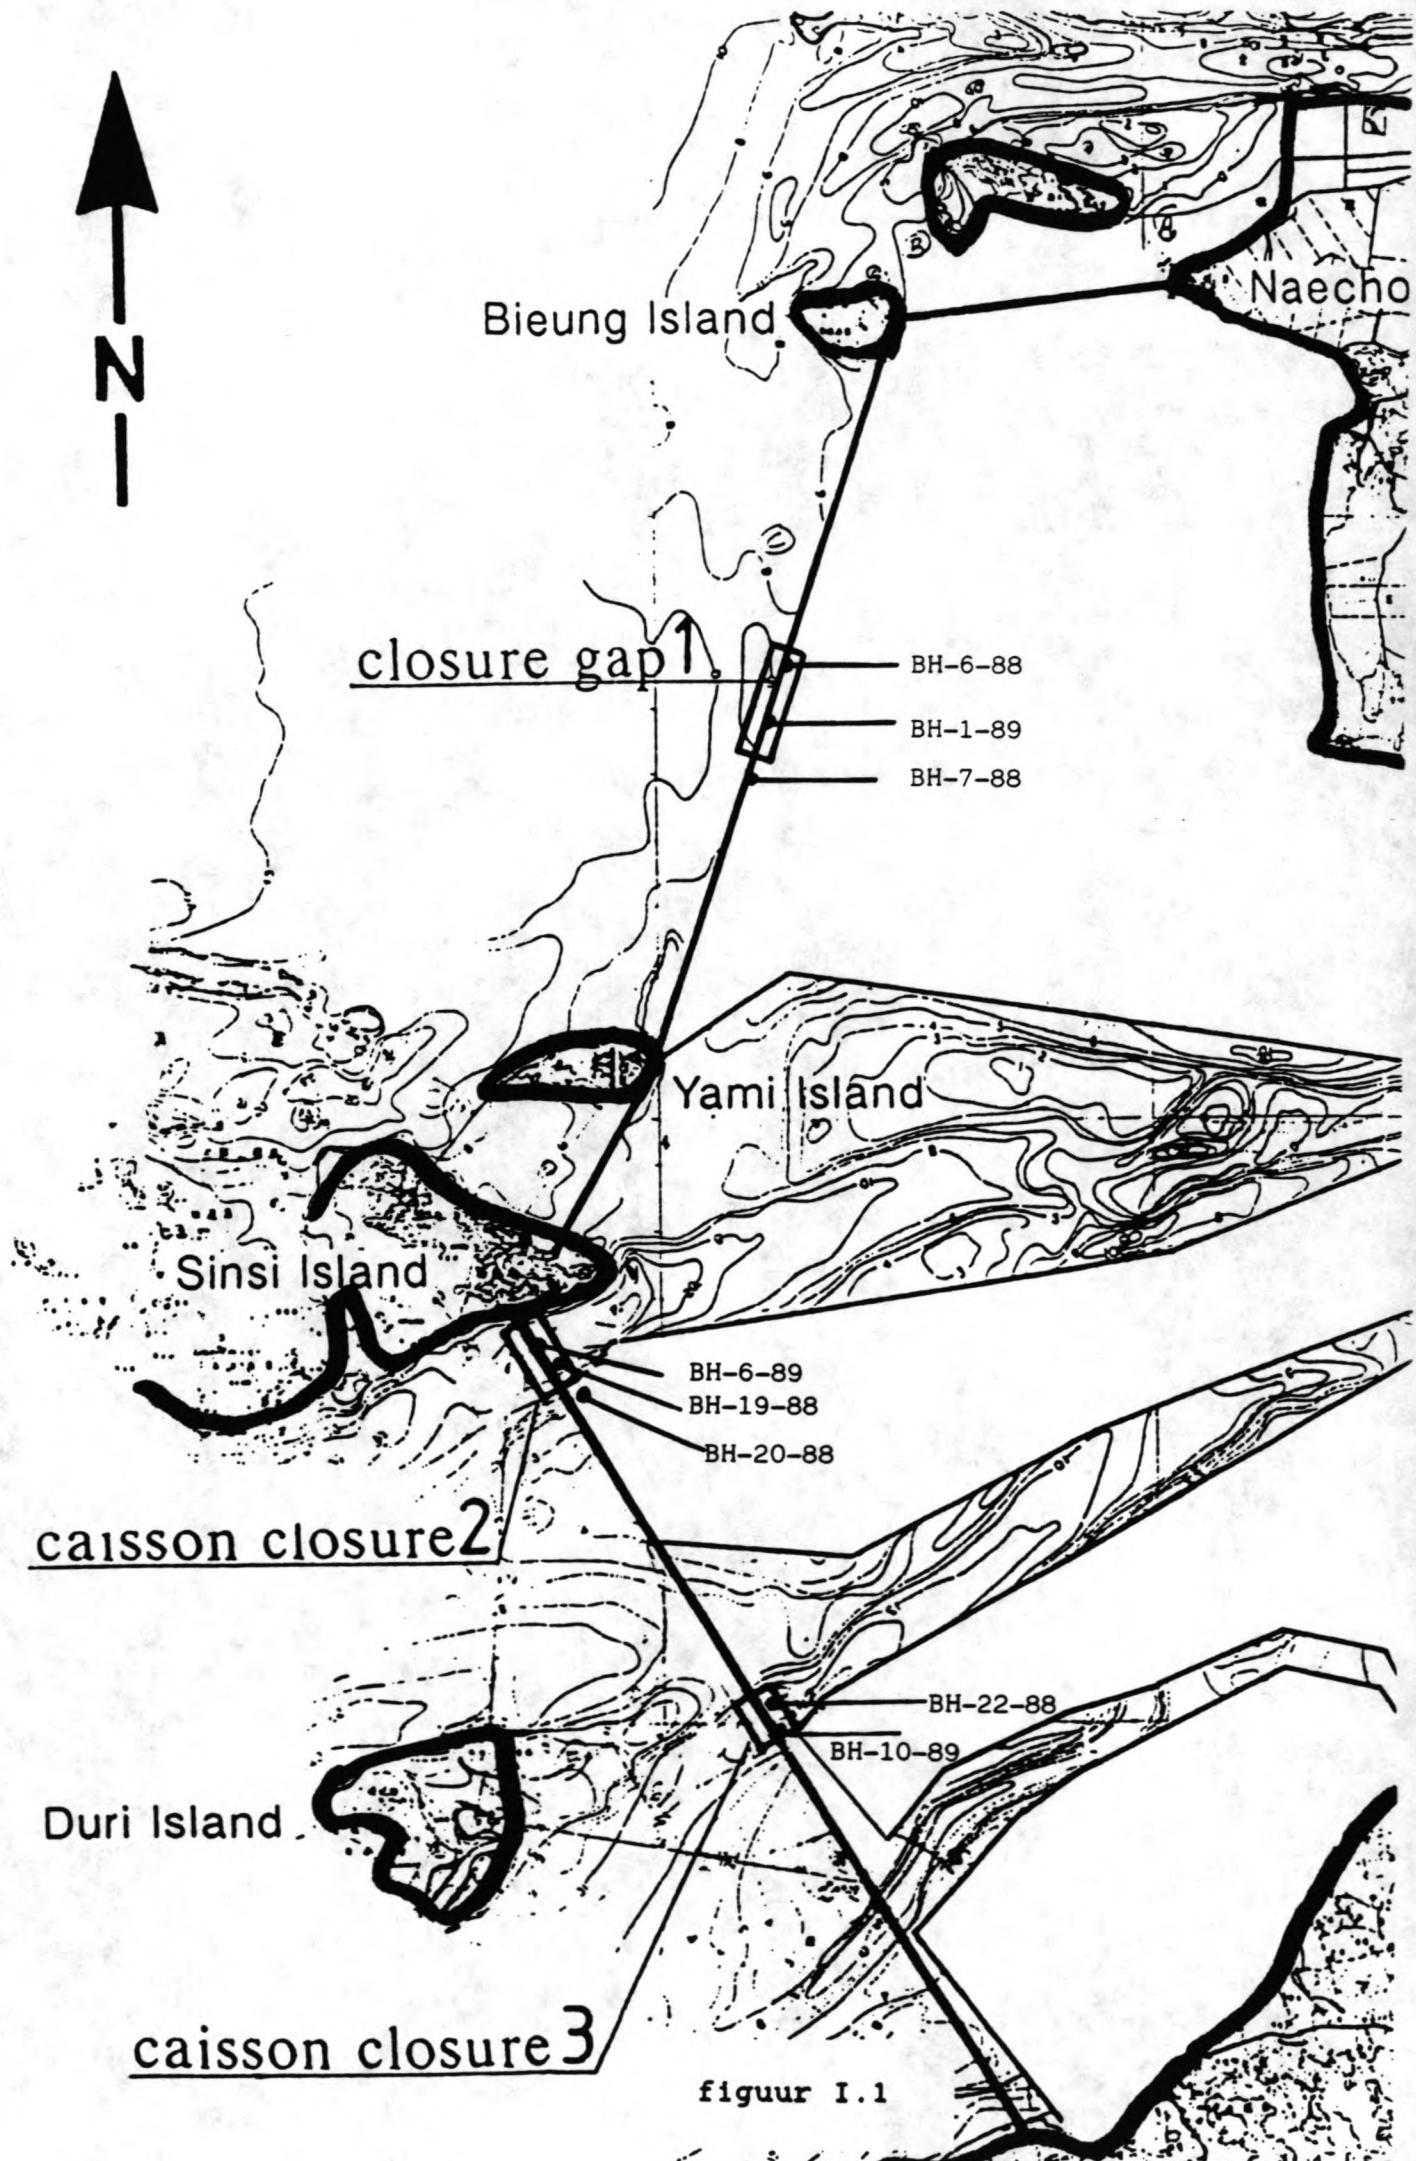 N
Bieung Island
Naecho
closure gap 1
BH-6-88
BH-1-89
BH-7-88
Yami Island
Sinsi Island
BH-6-89
BH-19-88
BH-20-88
caisson closure 2
BH-22-88
BH-10-89
Duri Island
caisson closure 3
figuur I.1